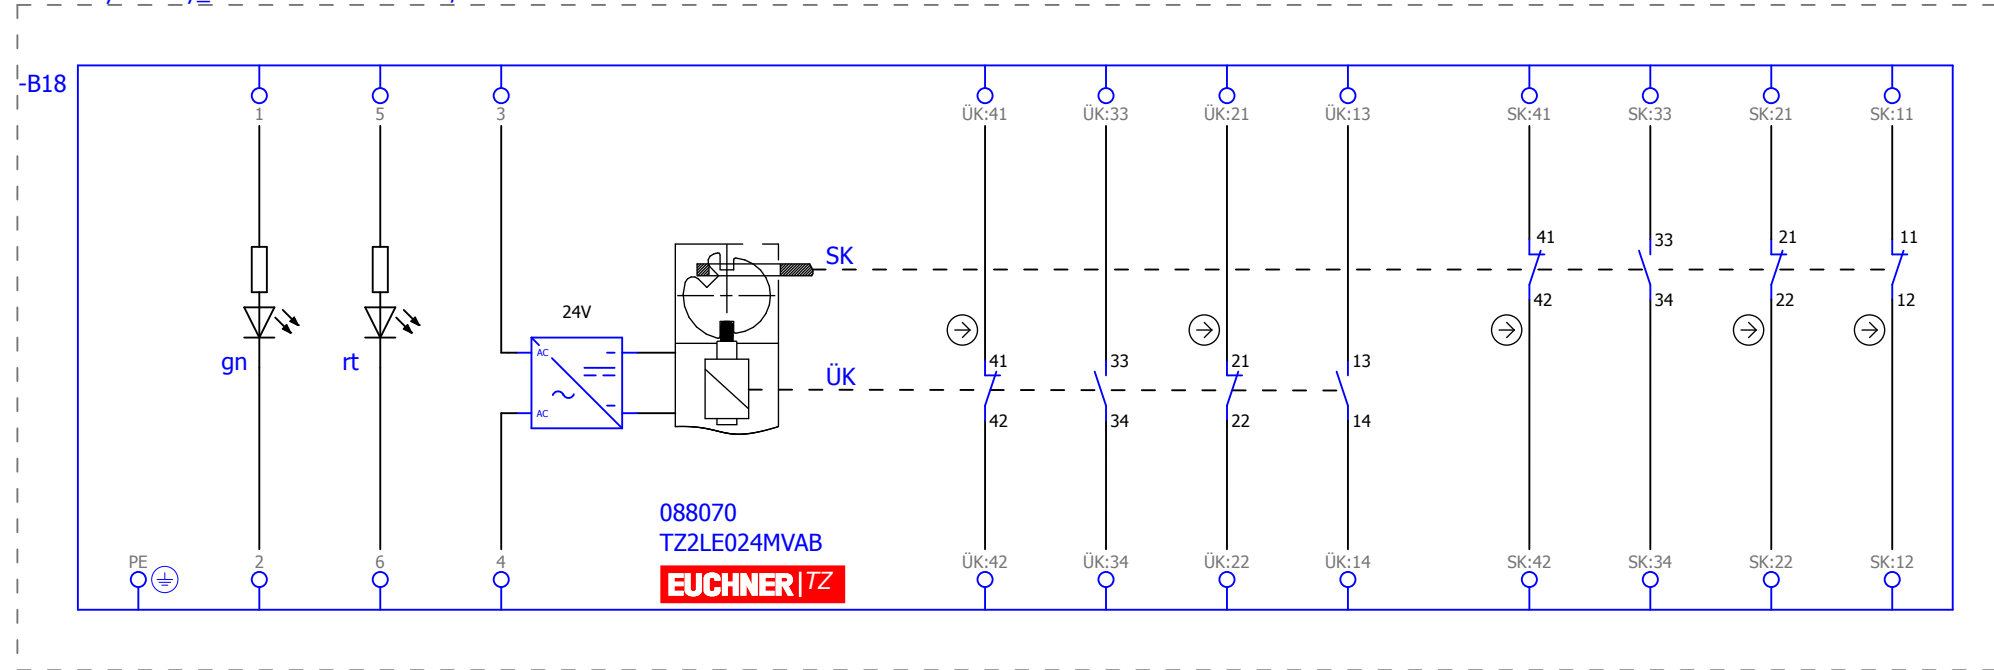 -B18
1 5 3 ÜK:41 ÜK:33 ÜK:21 ÜK:13 SK:41 SK:33 SK:21 SK:11
41 33 21 11
SK
42 34 22 12
24V
gn rt
AC
41 33 21 13
ÜK
AC
42 34 22 14
088070
TZ2LE024MVAB
EUCHNER|TZ
PE 2 6 4 ÜK:42 ÜK:34 ÜK:22 ÜK:14 SK:42 SK:34 SK:22 SK:12